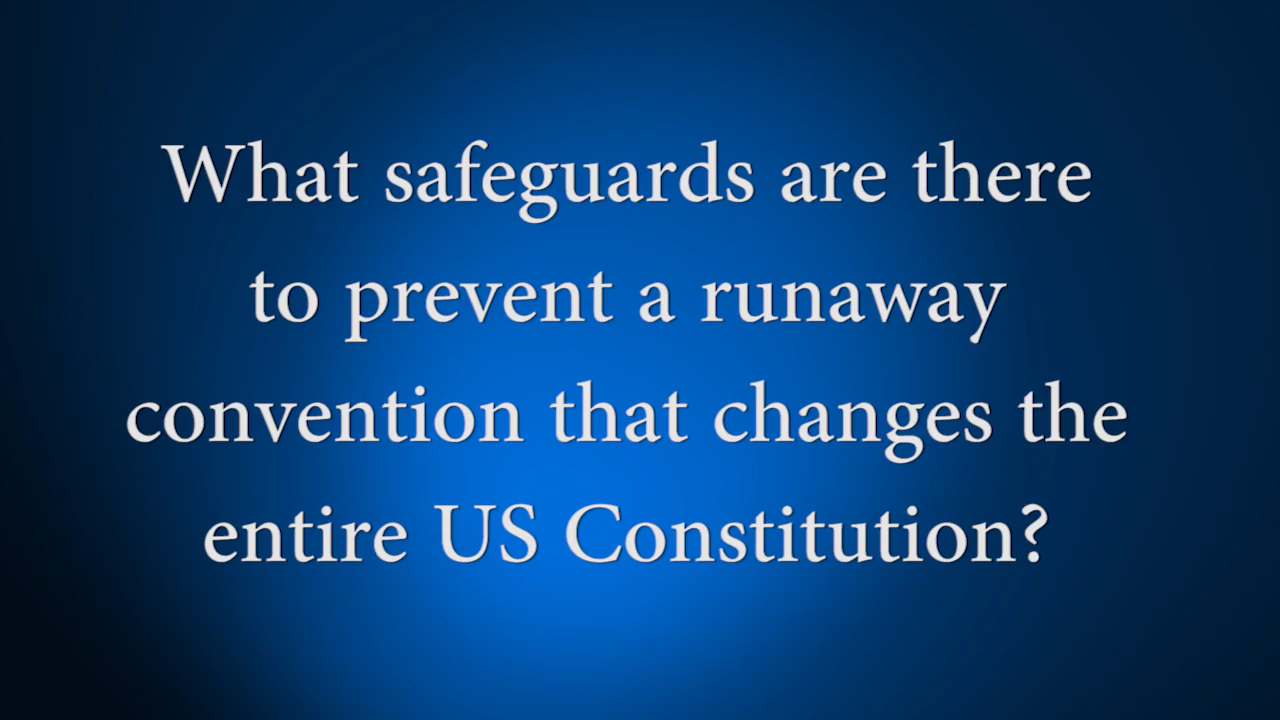 What safeguards are there
to prevent a runaway
convention that changes the
entire US Constitution?